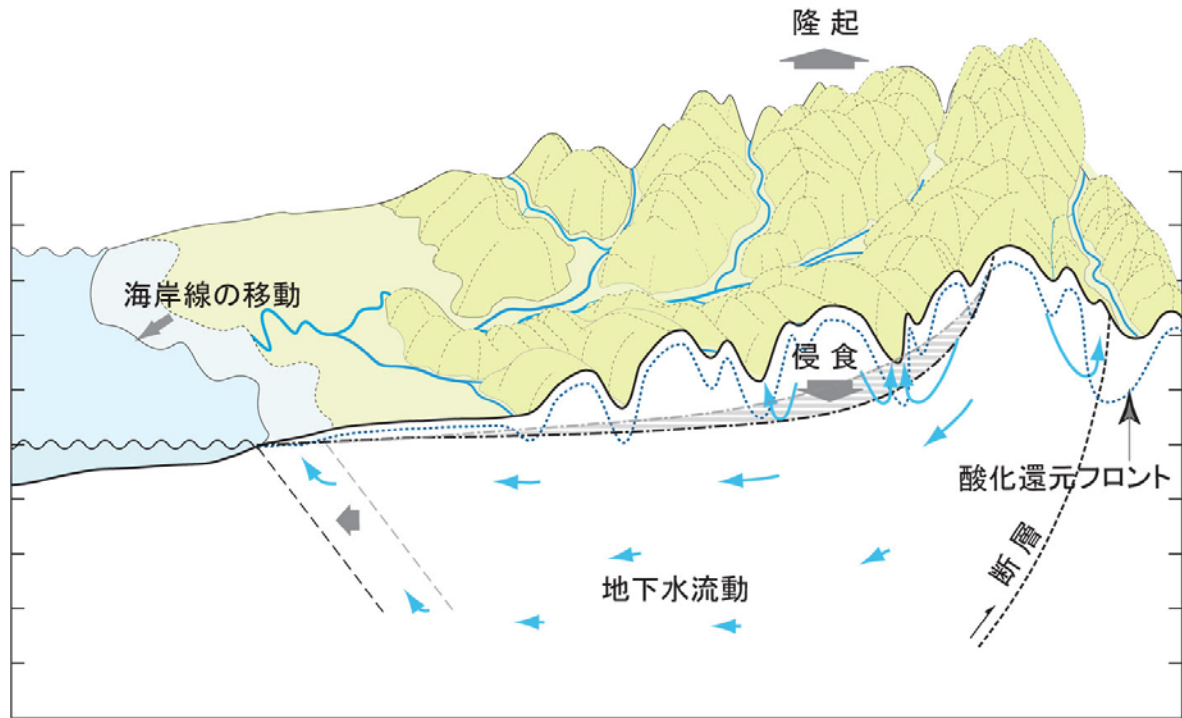 隆起
海岸線の移動
侵食
酸化還元フロント
断層
地下水流動